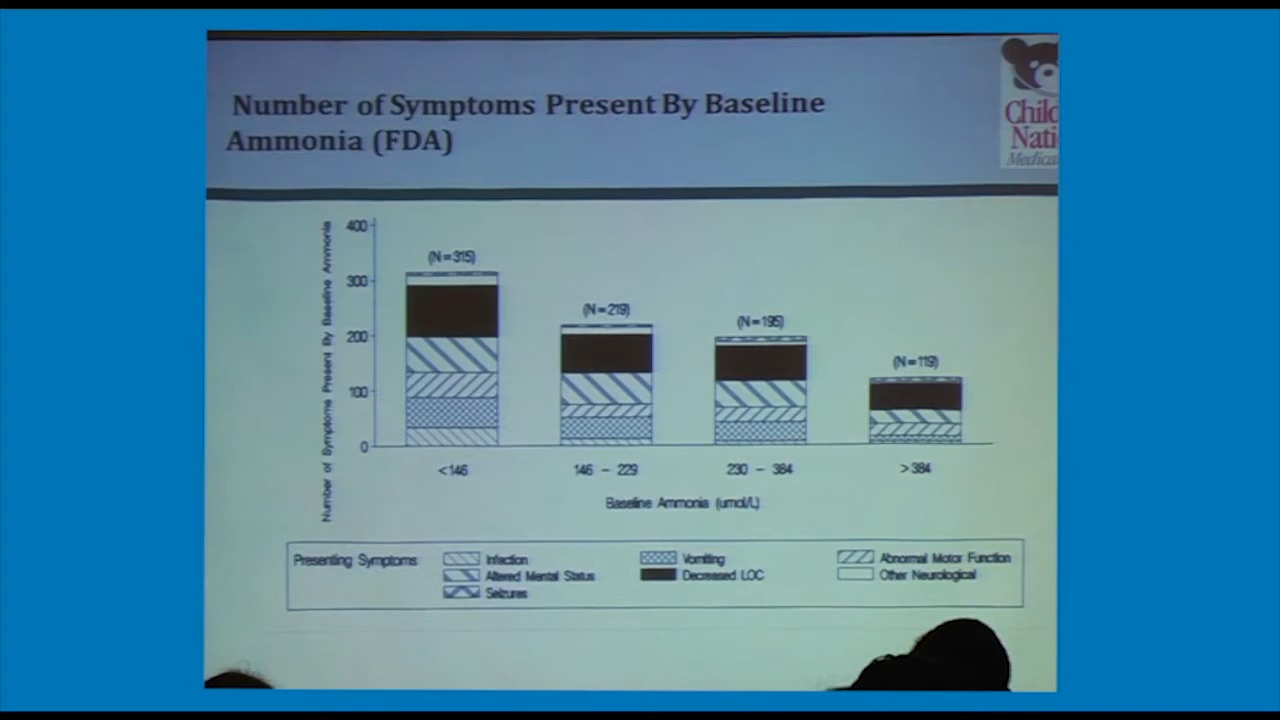 Number of Symptoms Present By Baseline
Ammonia (FDA)
Child
Nati
Medica
Number of Symptoms Present By Baseline Ammonia
400
300
200
100
0
(N=315)
(N=219)
(N=195)
(N=119)
<146
146 - 229
230 - 384
>384
Baseline Ammonia (umol/L)
Presenting Symptoms
Infection
Vomiting
Abnormal Motor Function
Altered Mental Status
Decreased LOC
Other Neurological
Seizures